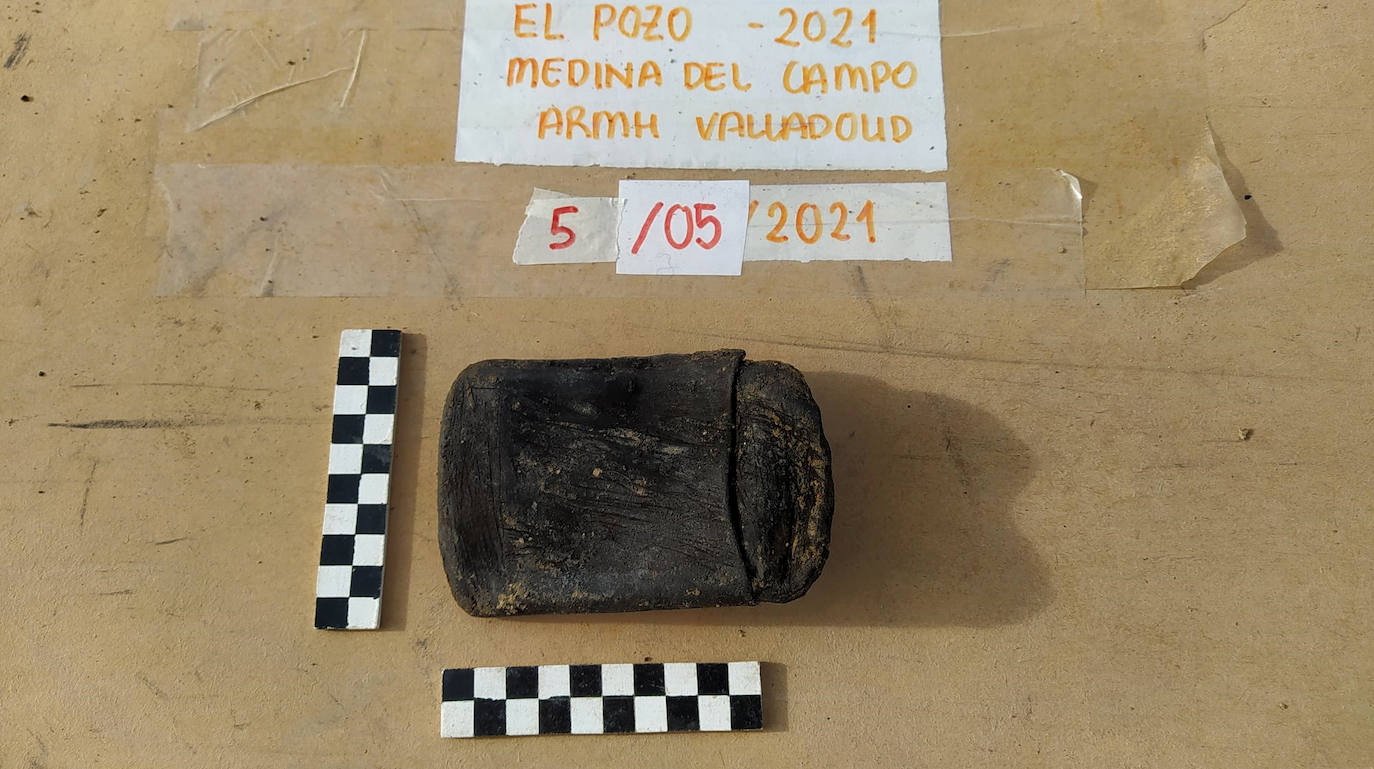 EL POZO - 2021
MEDINA DEL CAMPO
ARMH VALLADOLID
5 /05 /2021